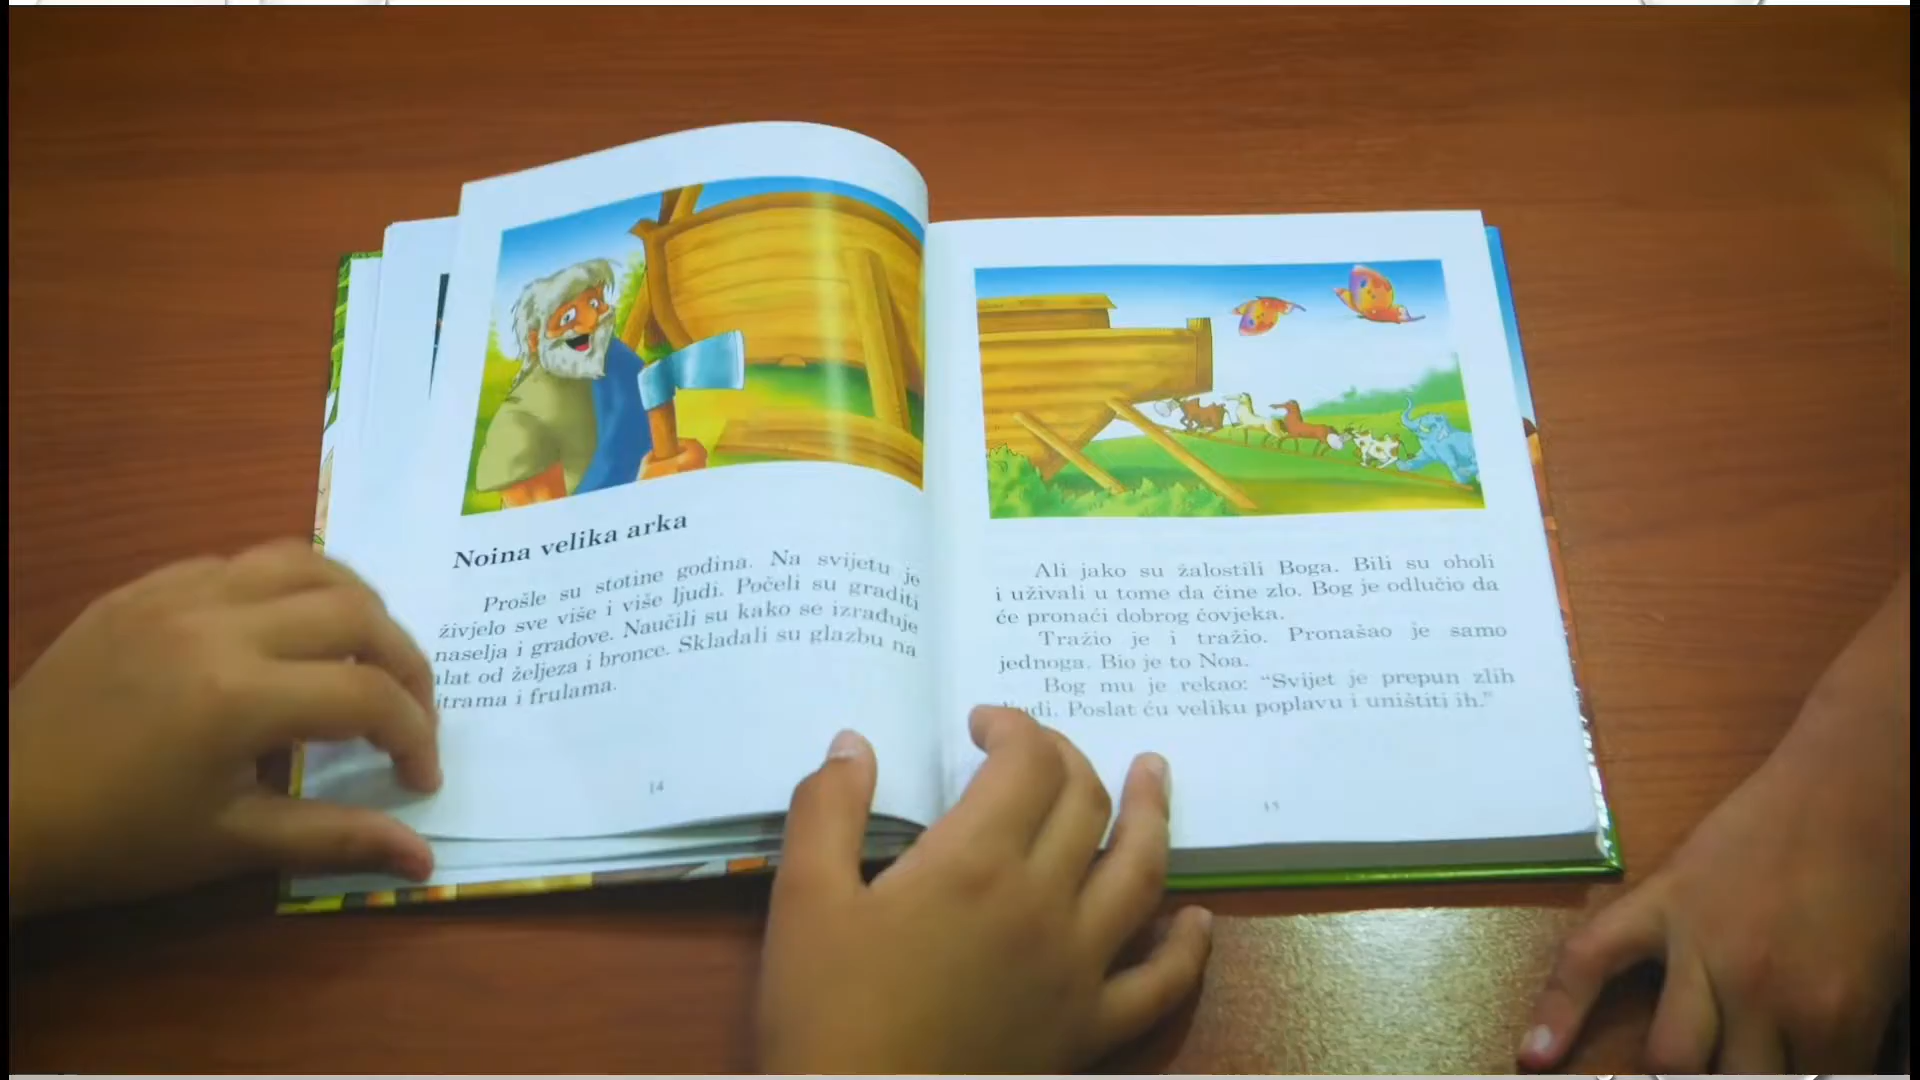 Noina velika arka
Prošle su stotine godina. Na svijetu je
živjelo sve više i više ljudi. Počeli su graditi
naselja i gradove. Naučili su kako se izrađuje
alat od željeza i bronce. Skladali su glazbu na
i frulama.
14
Ali jako su žalostili Boga. Bili su oholi
i uživali u tome da čine zlo. Bog je odlučio da
će pronaći dobrog čovjeka.
Tražio je i tražio. Pronašao je samo
jednoga. Bio je to Noa.
Bog mu je rekao: “Svijet je prepun zlih
ljudi. Poslat ću veliku poplavu i uništiti ih.”
15